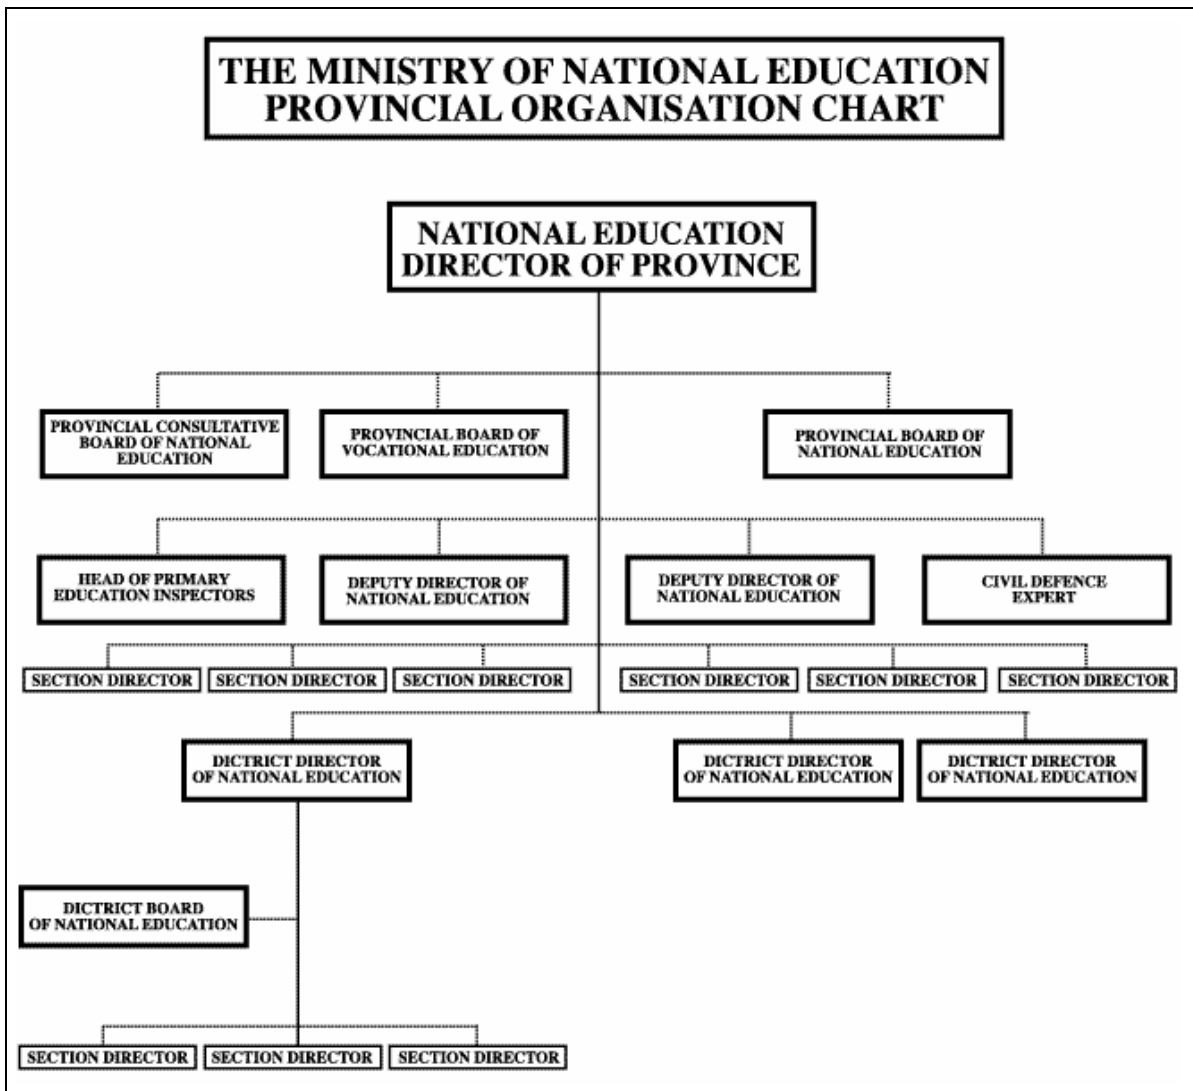 THE MINISTRY OF NATIONAL EDUCATION
PROVINCIAL ORGANISATION CHART
NATIONAL EDUCATION
DIRECTOR OF PROVINCE
PROVINCIAL CONSULTATIVE
BOARD OF NATIONAL
EDUCATION
PROVINCIAL BOARD OF
VOCATIONAL EDUCATION
PROVINCIAL BOARD OF
NATIONAL EDUCATION
HEAD OF PRIMARY
EDUCATION INSPECTORS
DEPUTY DIRECTOR OF
NATIONAL EDUCATION
DEPUTY DIRECTOR OF
NATIONAL EDUCATION
CIVIL DEFENCE
EXPERT
SECTION DIRECTOR
SECTION DIRECTOR
SECTION DIRECTOR
SECTION DIRECTOR
SECTION DIRECTOR
SECTION DIRECTOR
DICTRICT DIRECTOR
OF NATIONAL EDUCATION
DICTRICT DIRECTOR
OF NATIONAL EDUCATION
DICTRICT DIRECTOR
OF NATIONAL EDUCATION
DICTRICT BOARD
OF NATIONAL EDUCATION
SECTION DIRECTOR
SECTION DIRECTOR
SECTION DIRECTOR